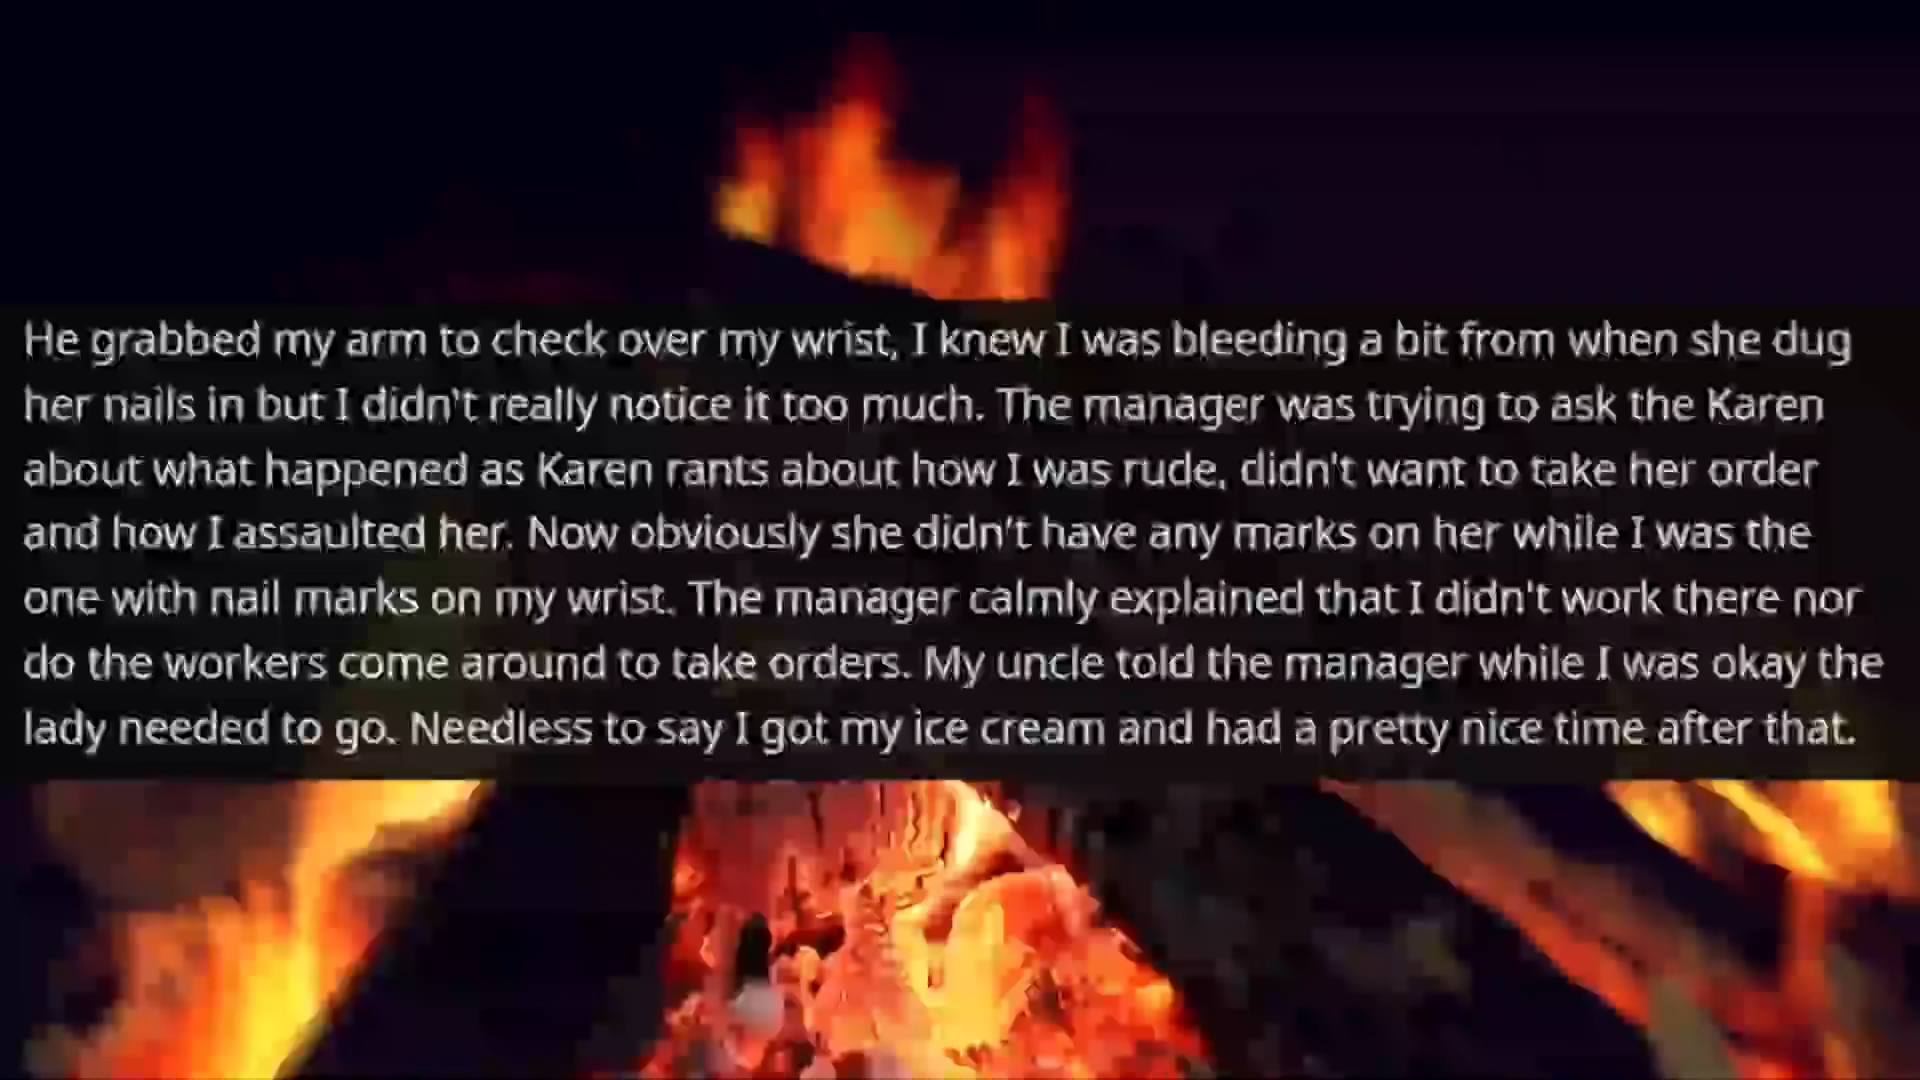 He grabbed my arm to check over my wrist, I knew I was bleeding a bit from when she dug
her nails in but I didn't really notice it too much. The manager was trying to ask the Karen
about what happened as Karen rants about how I was rude, didn't want to take her order
and how I assaulted her. Now obviously she didn't have any marks on her while I was the
one with nail marks on my wrist. The manager calmly explained that I didn't work there nor
do the workers come around to take orders. My uncle told the manager while I was okay the
lady needed to go. Needless to say I got my ice cream and had a pretty nice time after that.